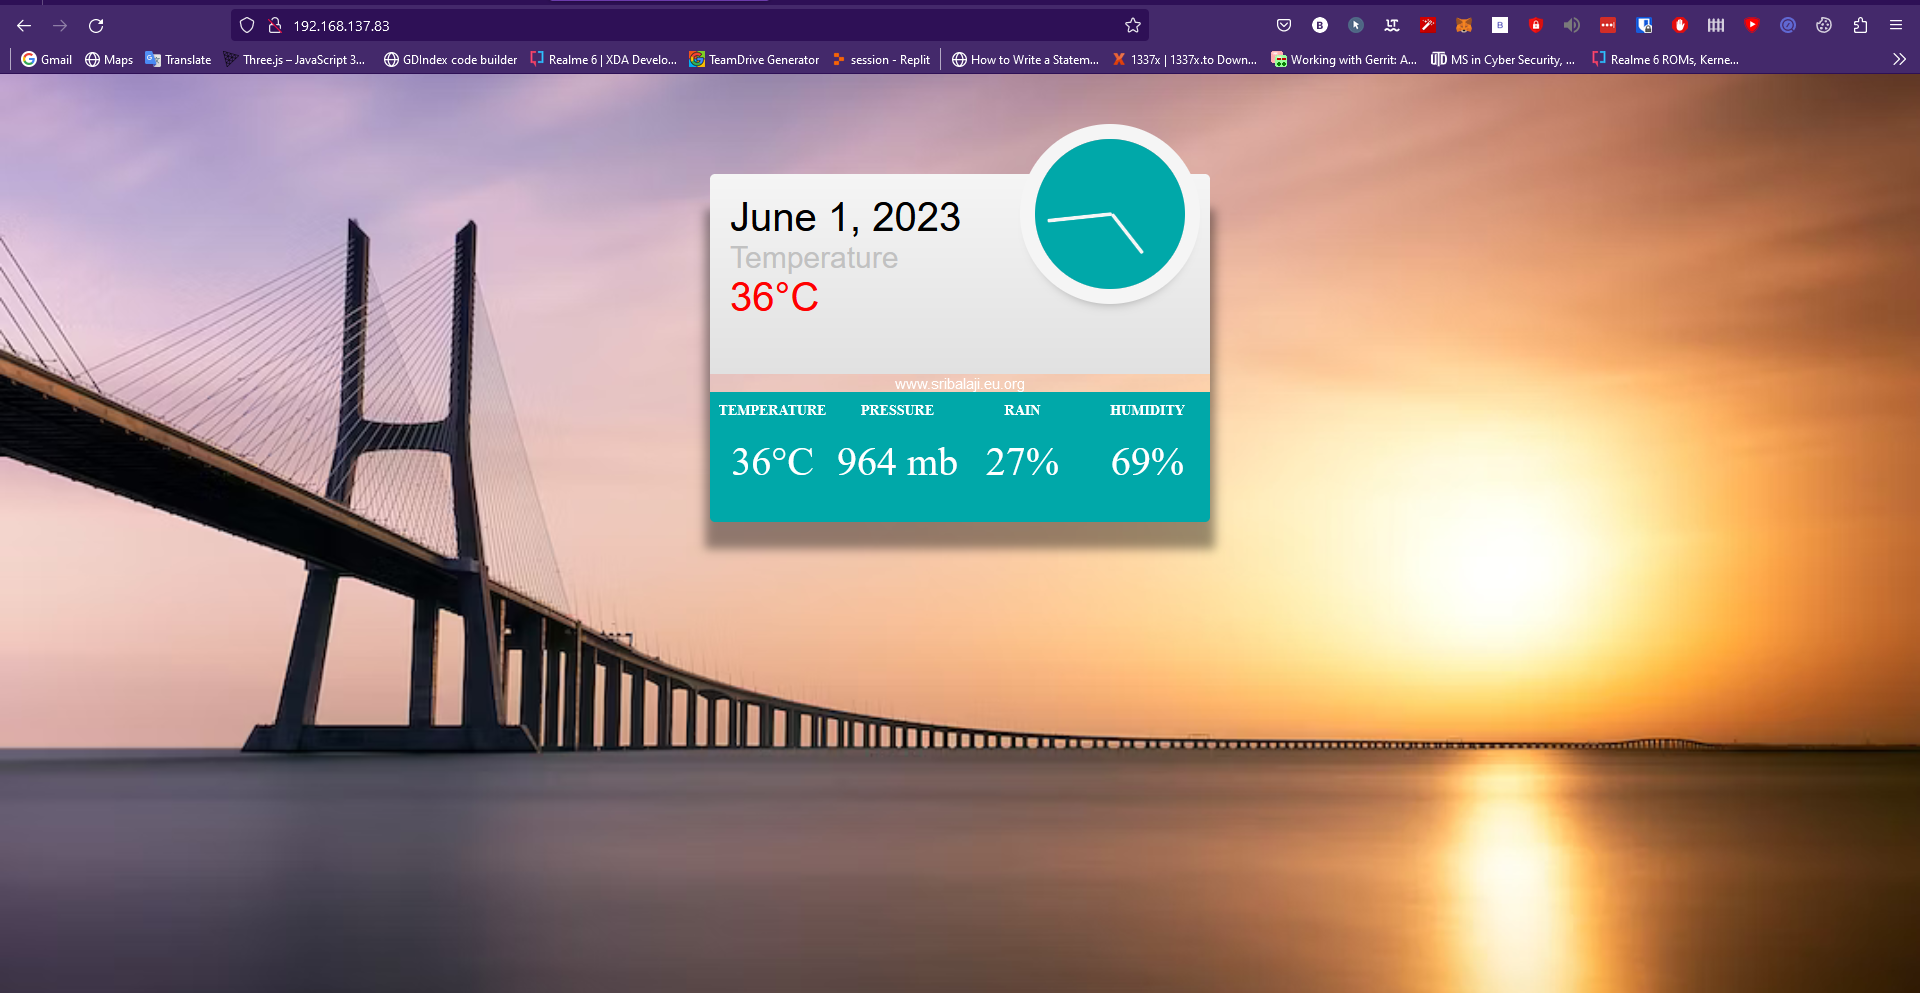 192.168.137.83
Gmail Maps Translate Three.js – JavaScript 3... GDIndex code builder Realme 6 | XDA Develo... TeamDrive Generator session - Replit How to Write a Statem... 1337x | 1337x.to Down... Working with Gerrit: A... MS in Cyber Security, ... Realme 6 ROMs, Kerne...
June 1, 2023
Temperature
36°C
www.sribalaji.eu.org
TEMPERATURE PRESSURE RAIN HUMIDITY
36°C 964 mb 27% 69%